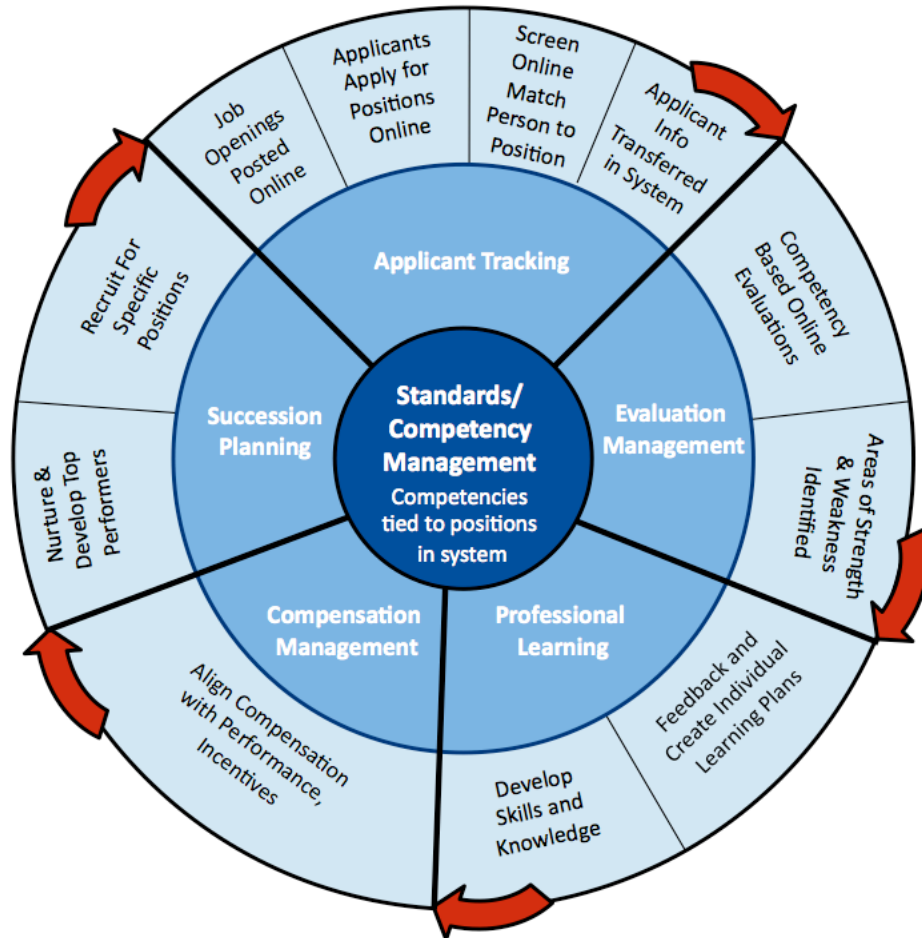 Job
Openings
Posted
Online
Applicants
Apply for
Positions
Online
Screen
Online
Match
Person to
Position
Applicant
Info
Transferred
in System
Competency
Based Online
Evaluations
Areas of Strength
& Weakness
Identified
Feedback and
Create Individual
Learning Plans
Develop
Skills and
Knowledge
Align Compensation
with Performance,
Incentives
Nurture &
Develop Top
Performers
Recruit For
Specific
Positions
Applicant Tracking
Evaluation
Management
Professional
Learning
Compensation
Management
Succession
Planning
Standards/
Competency
Management
Competencies
tied to positions
in system